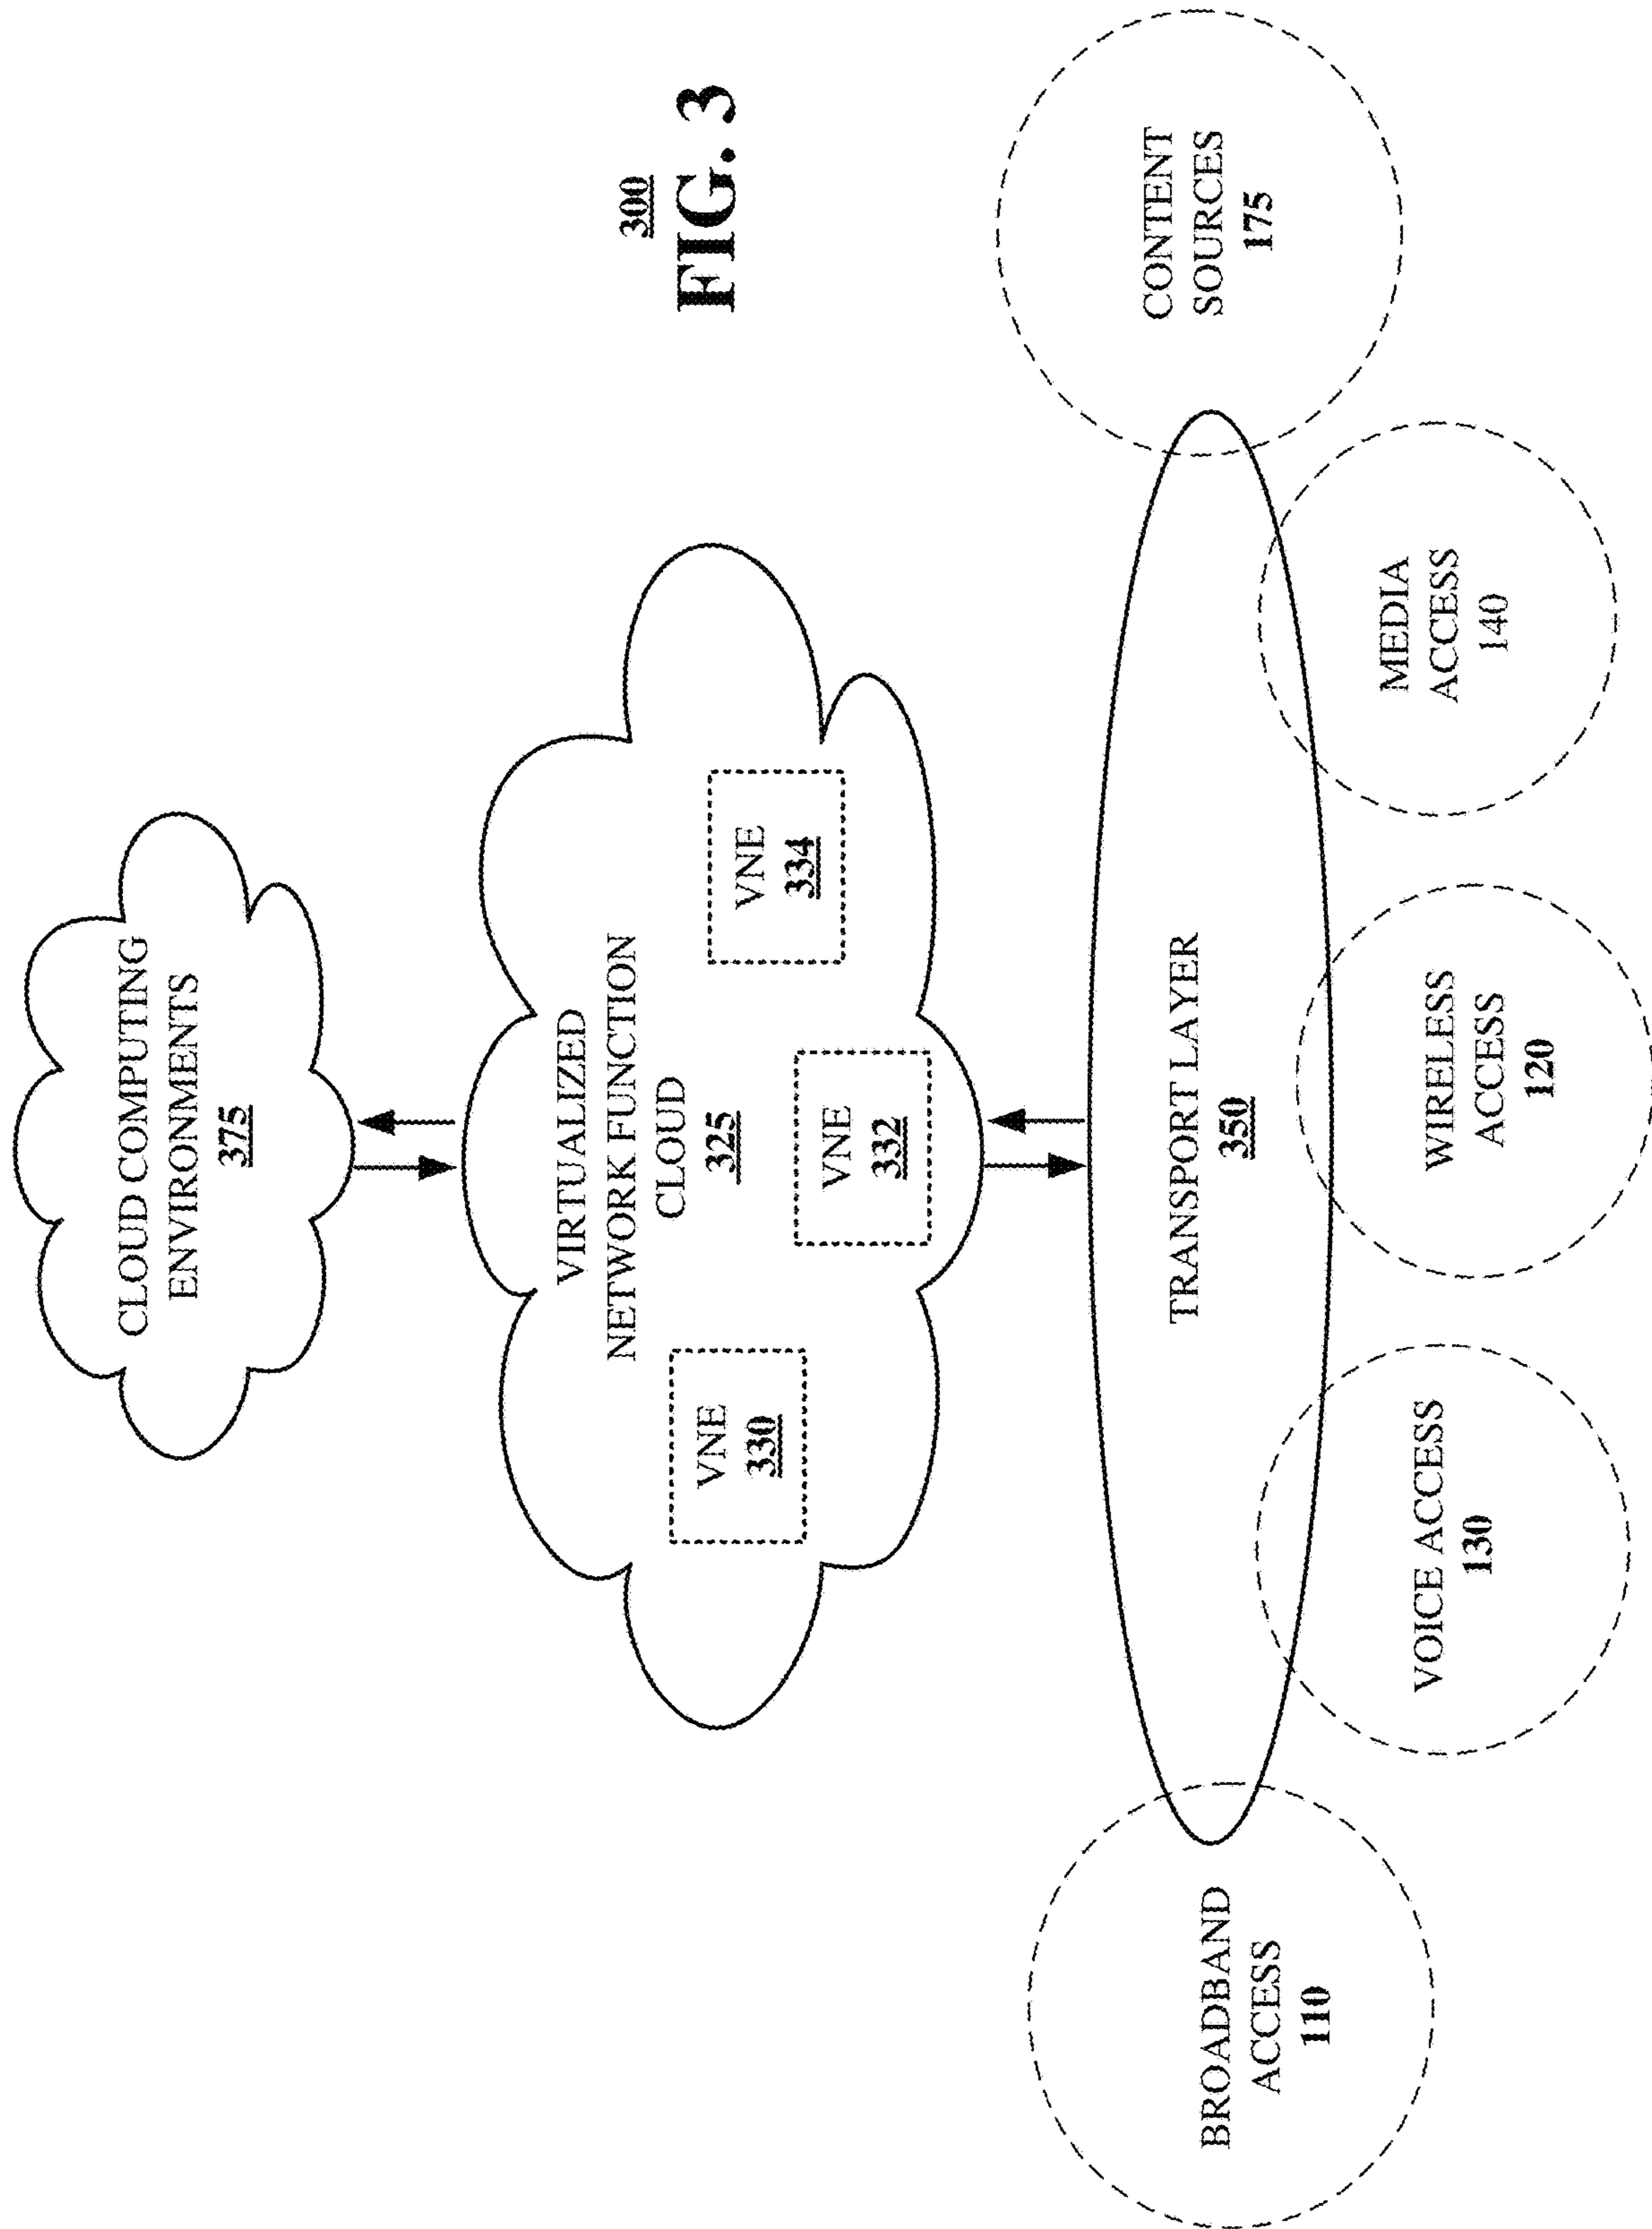 CLOUD COMPUTING
ENVIRONMENTS
375
VIRTUALIZED
NETWORK FUNCTION
CLOUD
325
VNE
330
VNE
332
VNE
334
300
FIG. 3
TRANSPORT LAYER
350
BROADBAND
ACCESS
110
VOICE ACCESS
130
WIRELESS
ACCESS
120
MEDIA
ACCESS
140
CONTENT
SOURCES
175